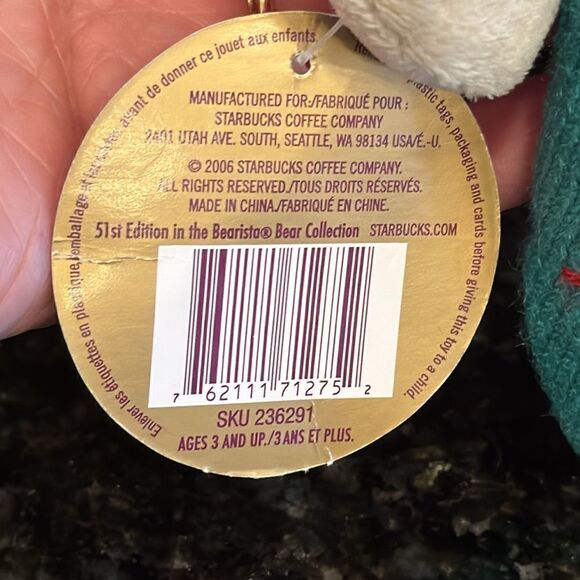 MANUFACTURED FOR:/FABRIQUÉ POUR :
STARBUCKS COFFEE COMPANY
2401 UTAH AVE. SOUTH, SEATTLE, WA 98134 USA/É.-U.
© 2006 STARBUCKS COFFEE COMPANY.
ALL RIGHTS RESERVED./TOUS DROITS RÉSERVÉS.
MADE IN CHINA./FABRIQUÉ EN CHINE.
51st Edition in the Bearista® Bear Collection STARBUCKS.COM
7 62111 71275 2
SKU 236291
AGES 3 AND UP./3 ANS ET PLUS.
plastic tags, packaging and cards before giving this toy to a child.
Enlever les étiquettes en plastique, l'emballage et les cartes avant de donner ce jouet aux enfants.